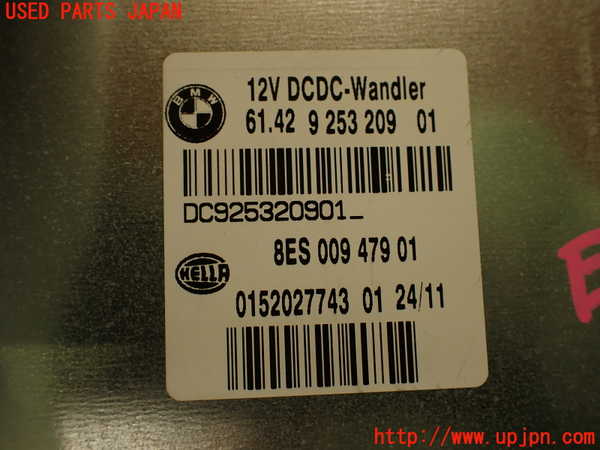 USED PARTS JAPAN
BMW
12V DCDC-Wandler
61.42 9 253 209 01
DC925320901_
8ES 009 479 01
HELLA
0152027743 01 24/11
http://www.upjpn.com